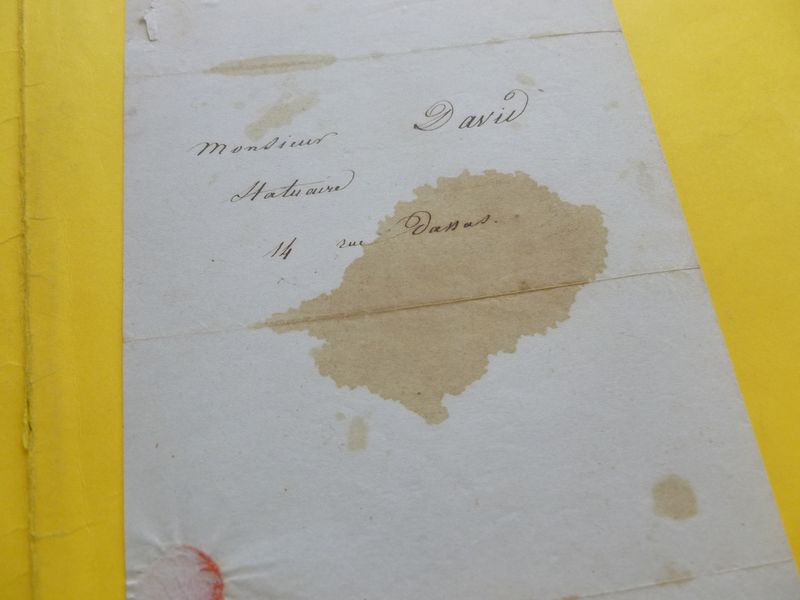 Monsieur David
Statuaire
14 rue Dassas.